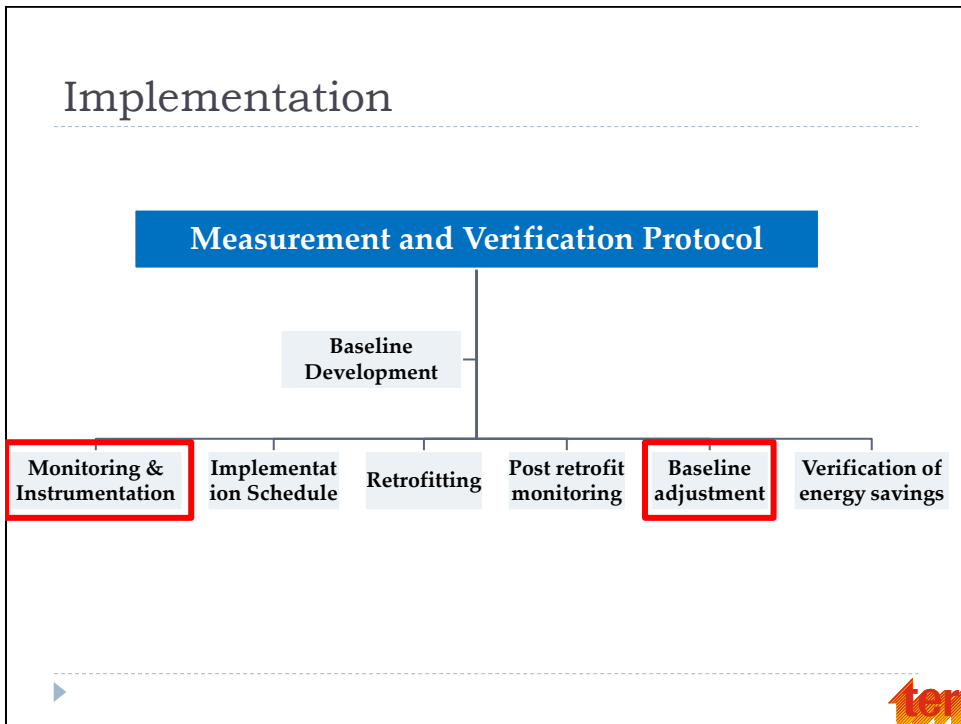 Implementation
Measurement and Verification Protocol
Baseline
Development
Monitoring &
Instrumentation
Implementat
ion Schedule
Retrofitting
Post retrofit
monitoring
Baseline
adjustment
Verification of
energy savings
ter